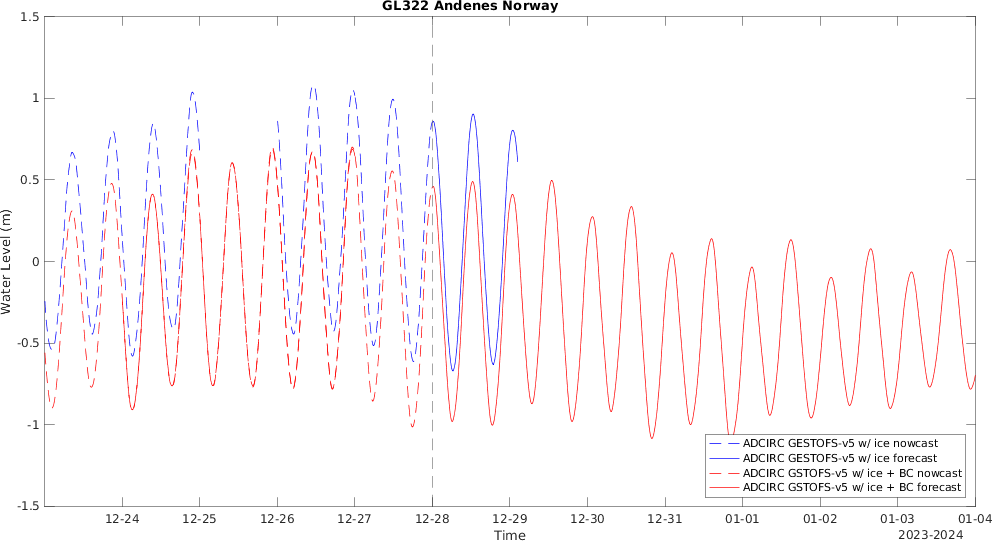 GL322 Andenes Norway
1.5
1
0.5
0
-0.5
-1
-1.5
Water Level (m)
12-24
12-25
12-26
12-27
12-28
12-29
12-30
12-31
01-01
01-02
01-03
01-04
Time
2023-2024
ADCIRC GESTOFS-v5 w/ ice nowcast
ADCIRC GESTOFS-v5 w/ ice forecast
ADCIRC GSTOFS-v5 w/ ice + BC nowcast
ADCIRC GSTOFS-v5 w/ ice + BC forecast